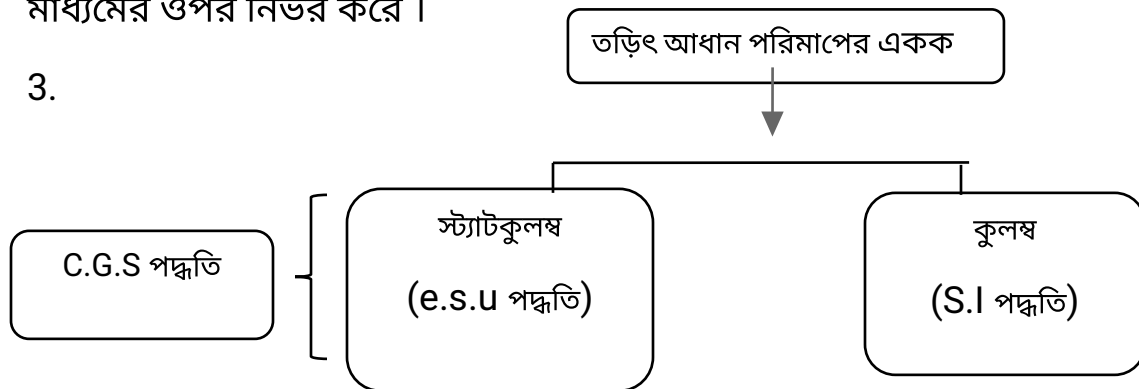 মাধ্যমের ওপর নির্ভর করে ।
তড়িৎ আধান পরিমাপের একক
3.
স্ট্যাটকুলম্ব
কুলম্ব
C.G.S পদ্ধতি
(e.s.u পদ্ধতি)
(S.I পদ্ধতি)